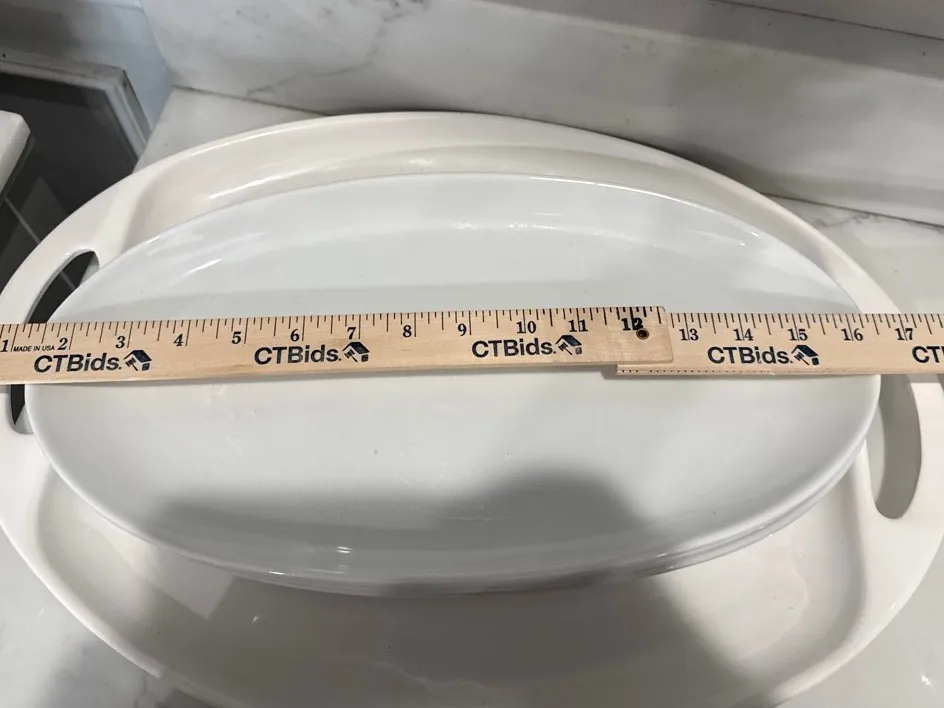 1 2 3 4 5 6 7 8 9 10 11 12 13 14 15 16 17
MADE IN USA
CTBids. CTBids. CTBids. CTBids. CT